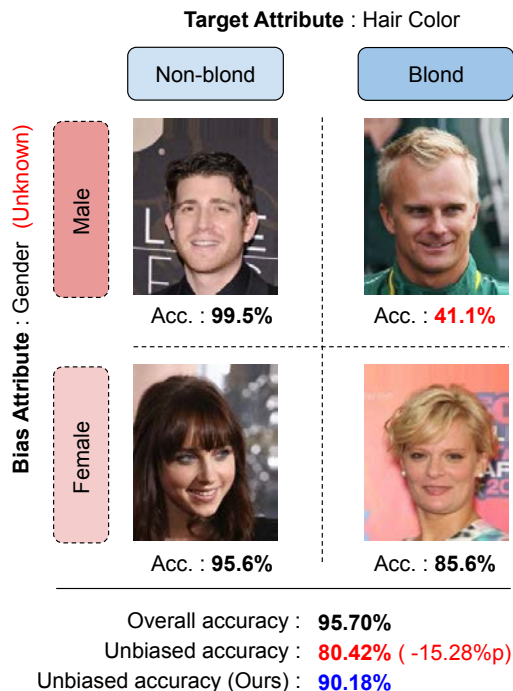 Target Attribute : Hair Color
Non-blond
Blond
Bias Attribute : Gender (Unknown)
Male
Acc. : 99.5%
Acc. : 41.1%
Female
Acc. : 95.6%
Acc. : 85.6%
Overall accuracy : 95.70%
Unbiased accuracy : 80.42% ( -15.28%p)
Unbiased accuracy (Ours) : 90.18%